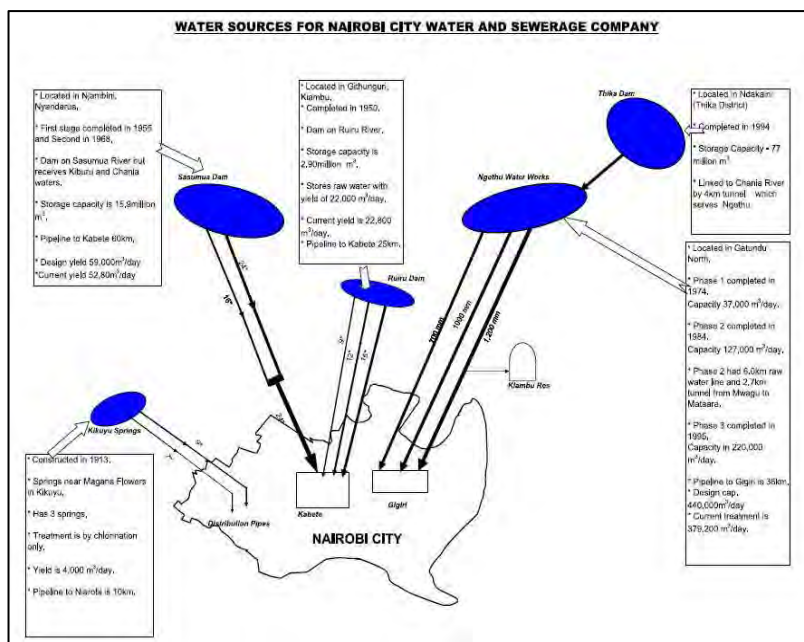 WATER SOURCES FOR NAIROBI CITY WATER AND SEWERAGE COMPANY
* Located in Njambini,
Nyandarua.
* First stage completed in 1955
and Second in 1968.
* Dam on Sasumua River but
receives Kiburu and Chania
waters.
* Storage capacity is 15.9million
m³.
* Pipeline to Kabete 60km.
* Design yield 59,000m³/day
*Current yield 52,80m³/day
Sasumua Dam
24"
16"
24"
* Located in Githunguri,
Kiambu.
* Completed in 1950.
* Dam on Ruiru River.
* Storage capacity is
2.90million m³.
* Stores raw water with
yield of 22,000 m³/day.
* Current yield is 22,800
m³/day.
* Pipeline to Kabete 25km.
Ruiru Dam
9"
12"
16"
Thika Dam
* Located in Ndakaini
(Thika District)
* Completed in 1994
* Storage Capacity - 77
million m³
* Linked to Chania River
by 4km tunnel which
serves Ngethu.
Ngethu Water Works
700 mm
1000 mm
1,200 mm
Kiambu Res
* Located in Gatundu
North.
* Phase 1 completed in
1974.
Capacity 37,000 m³/day.
* Phase 2 completed in
1984.
Capacity 127,000 m³/day.
* Phase 2 had 6.0km raw
water line and 2.7km
tunnel from Mwagu to
Mataara.
* Phase 3 completed in
1995.
Capacity in 220,000
m³/day.
* Pipeline to Gigiri is 36km.
* Design cap.
440,000m³/day
* Current treatment is
379,200 m³/day.
Kikuyu Springs
9"
7"
* Constructed in 1913.
* Springs near Magana Flowers
in Kikuyu.
* Has 3 springs.
* Treatment is by chlorination
only.
* Yield is 4,000 m³/day.
* Pipeline to Niarobi is 10km.
Distribution Pipes
Kabete
Gigiri
NAIROBI CITY